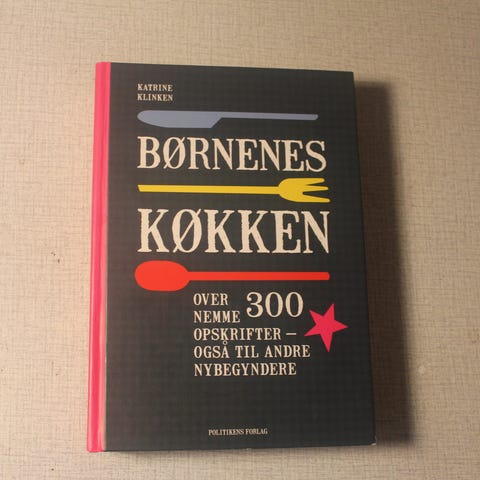 KATRINE
KLINKEN
BØRNENES
KØKKEN
OVER 300
NEMME
OPSKRIFTER –
OGSÅ TIL ANDRE
NYBEGYNDERE
POLITIKENS FORLAG